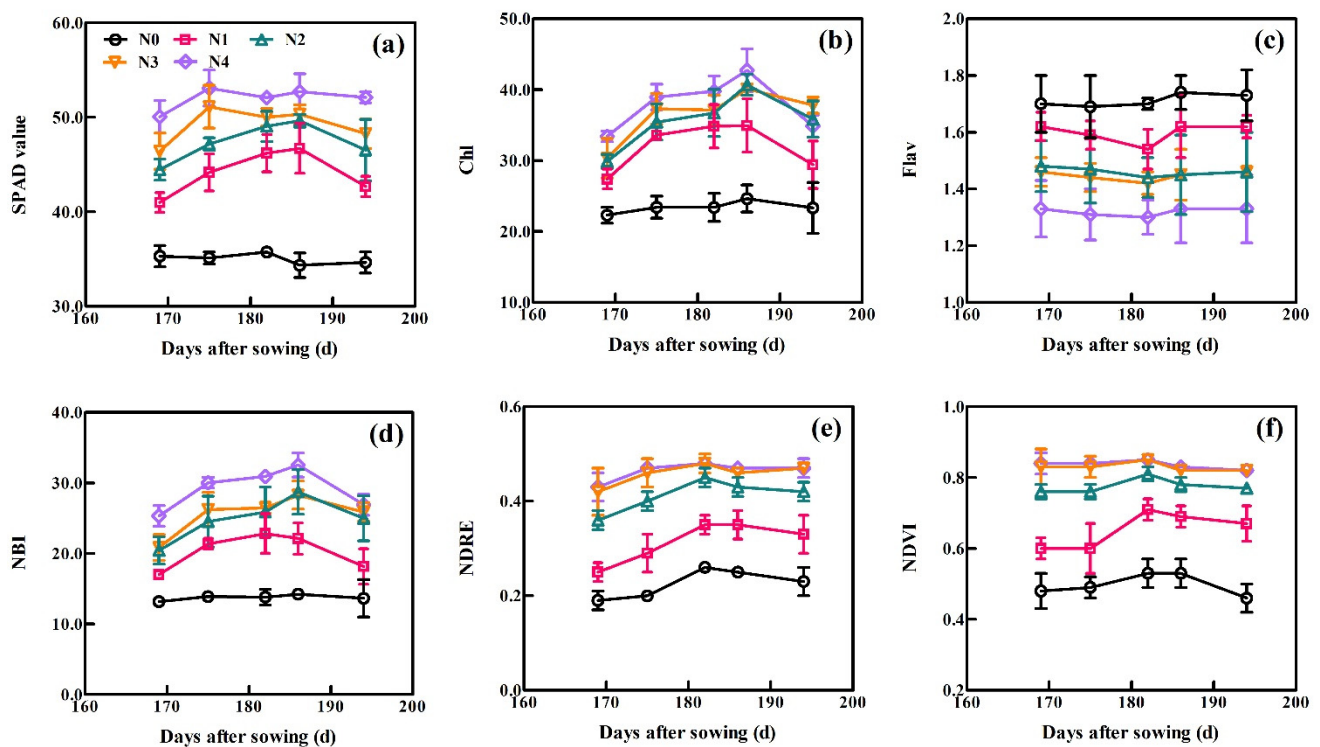 60.0
50.0
40.0
30.0
SPAD value
N0 N1 N2
N3 N4
(a)
160 170 180 190 200
Days after sowing (d)
50.0
40.0
30.0
20.0
10.0
Chl
(b)
160 170 180 190 200
Days after sowing (d)
2.0
1.8
1.6
1.4
1.2
1.0
Flav
(c)
160 170 180 190 200
Days after sowing (d)
40.0
30.0
20.0
10.0
0.0
NBI
(d)
160 170 180 190 200
Days after sowing (d)
0.6
0.4
0.2
0.0
NDRE
(e)
160 170 180 190 200
Days after sowing (d)
1.0
0.8
0.6
0.4
0.2
NDVI
(f)
160 170 180 190 200
Days after sowing (d)